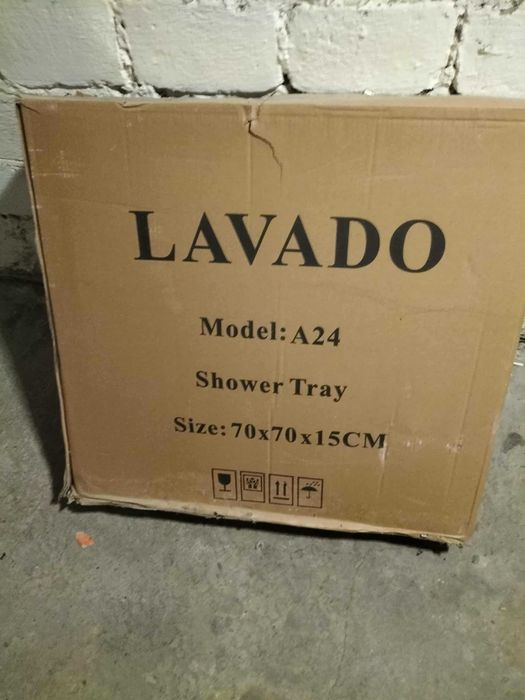 LAVADO
Model: A24
Shower Tray
Size: 70x70x15CM